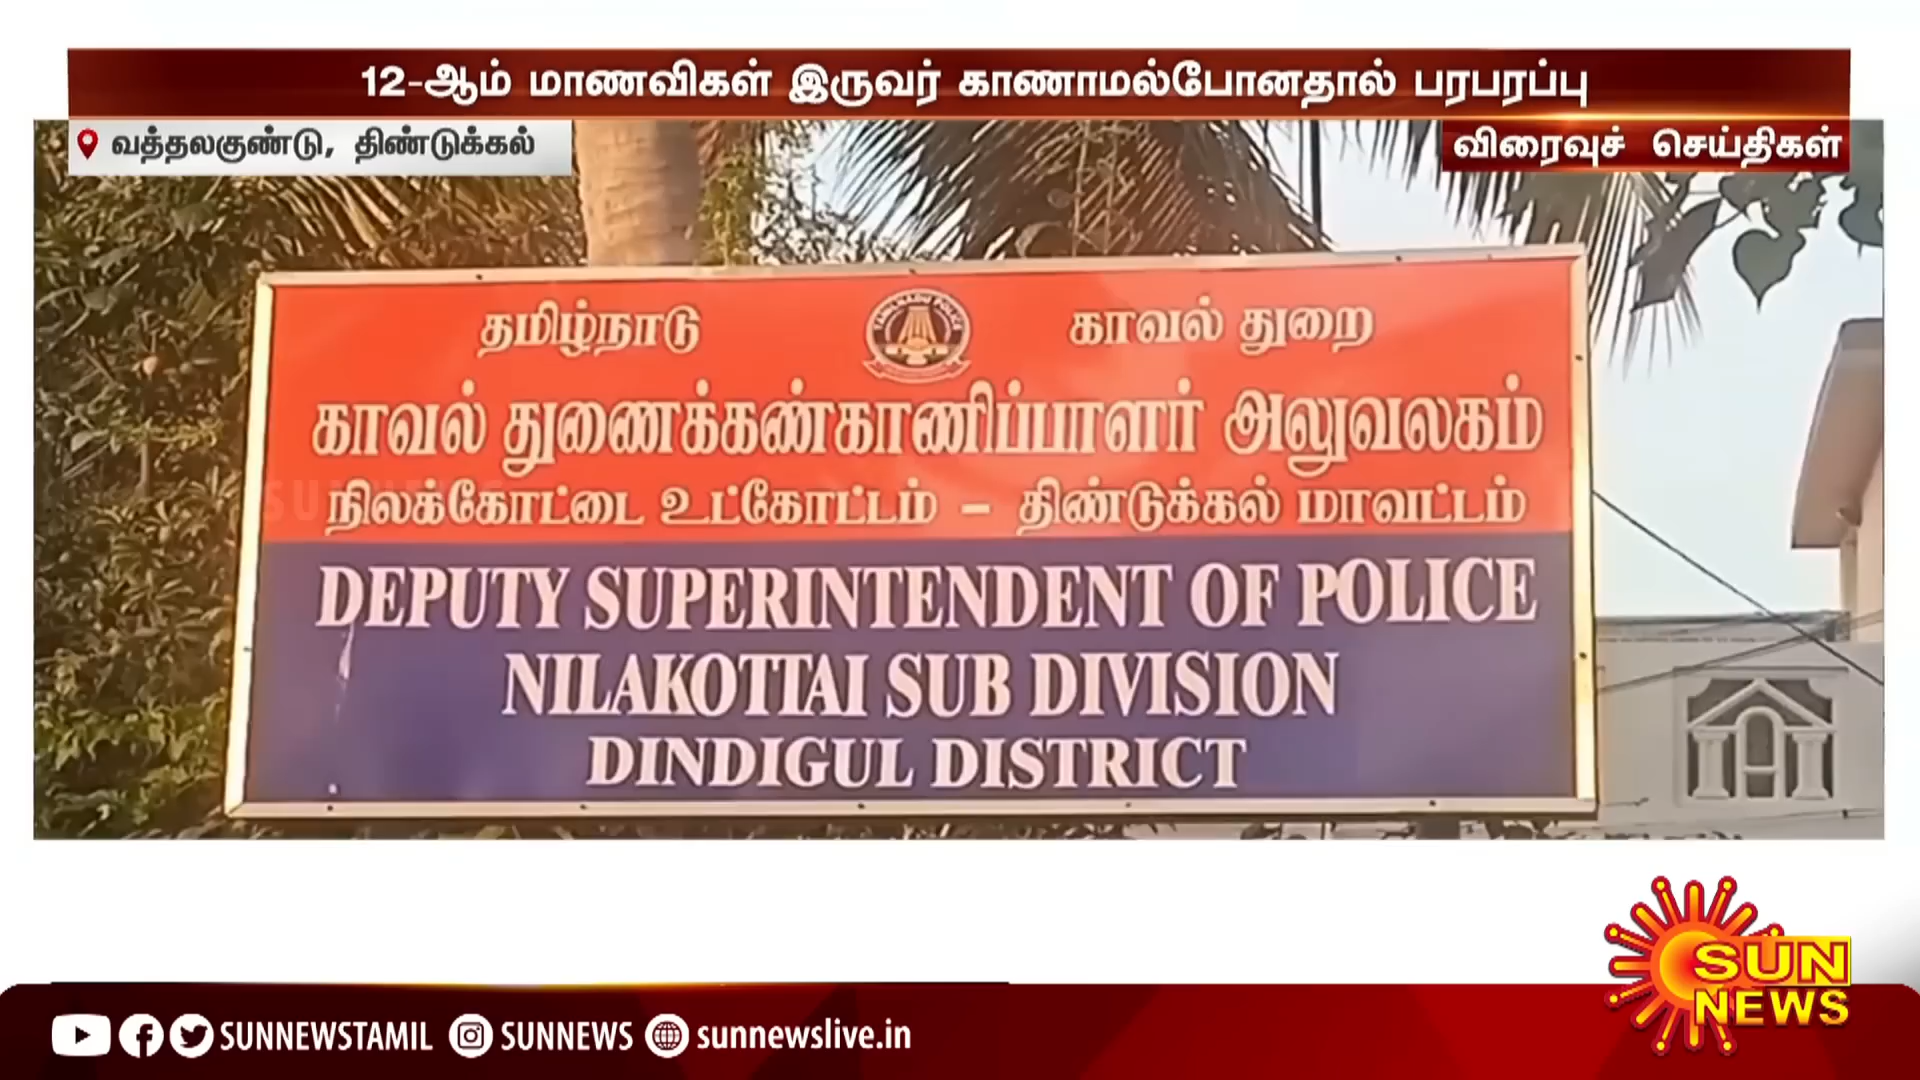 12-ஆம் மாணவிகள் இருவர் காணாமல்போனதால் பரபரப்பு
வத்தலகுண்டு, திண்டுக்கல்
விரைவுச் செய்திகள்
தமிழ்நாடு காவல் துறை
TAMILNADU POLICE
காவல் துணைக்கண்காணிப்பாளர் அலுவலகம்
நிலக்கோட்டை உட்கோட்டம் – திண்டுக்கல் மாவட்டம்
DEPUTY SUPERINTENDENT OF POLICE
NILAKOTTAI SUB DIVISION
DINDIGUL DISTRICT
SUN
NEWS
SUNNEWSTAMIL SUNNEWS sunnewslive.in